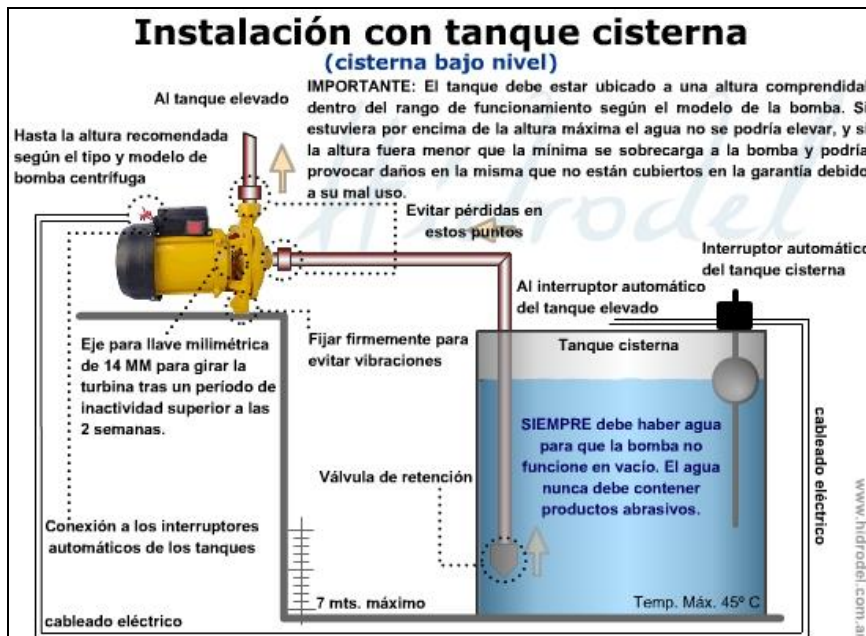 Instalación con tanque cisterna
(cisterna bajo nivel)
IMPORTANTE: El tanque debe estar ubicado a una altura comprendida
dentro del rango de funcionamiento según el modelo de la bomba. Si
estuviera por encima de la altura máxima el agua no se podría elevar, y si
la altura fuera menor que la mínima se sobrecarga a la bomba y podría
provocar daños en la misma que no están cubiertos en la garantía debido
a su mal uso.
Al tanque elevado
Hasta la altura recomendada
según el tipo y modelo de
bomba centrífuga
Evitar pérdidas en
estos puntos
Interruptor automático
del tanque cisterna
Al interruptor automático
del tanque elevado
Eje para llave milimétrica
de 14 MM para girar la
turbina tras un período de
inactividad superior a las
2 semanas.
Fijar firmemente para
evitar vibraciones
Tanque cisterna
SIEMPRE debe haber agua
para que la bomba no
funcione en vacío. El agua
nunca debe contener
productos abrasivos.
Válvula de retención
Conexión a los interruptores
automáticos de los tanques
7 mts. máximo
Temp. Máx. 45º C
cableado eléctrico
cableado eléctrico
www.hidrodel.com.a
Hidrodel